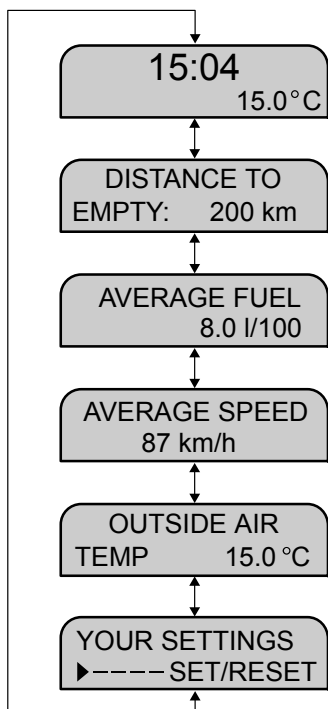 15:04
15.0°C
DISTANCE TO
EMPTY: 200 km
AVERAGE FUEL
8.0 l/100
AVERAGE SPEED
87 km/h
OUTSIDE AIR
TEMP 15.0 °C
YOUR SETTINGS
▶---- SET/RESET